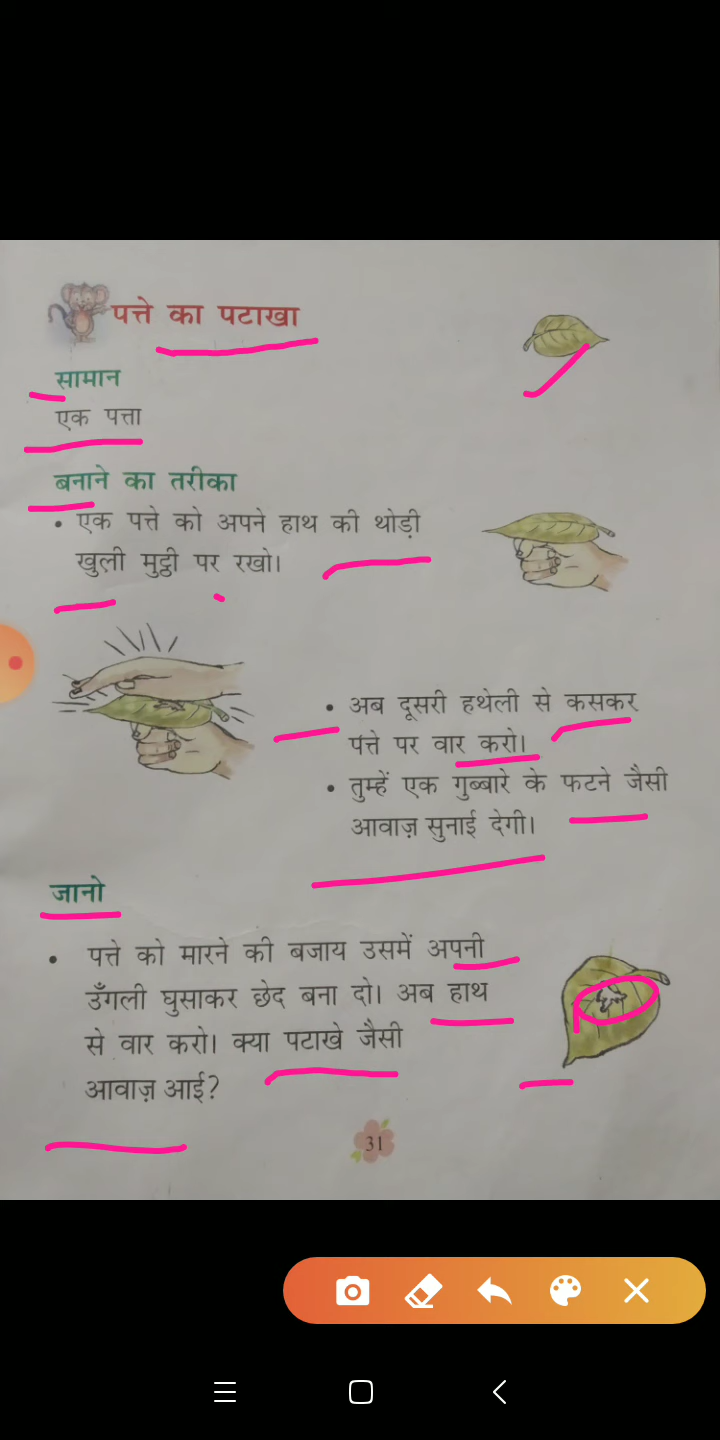 पत्ते का पटाखा
सामान
एक पत्ता
बनाने का तरीका
• एक पत्ते को अपने हाथ की थोड़ी
खुली मुट्ठी पर रखो।
• अब दूसरी हथेली से कसकर
पत्ते पर वार करो।
• तुम्हें एक गुब्बारे के फटने जैसी
आवाज़ सुनाई देगी।
जानो
• पत्ते को मारने की बजाय उसमें अपनी
उँगली घुसाकर छेद बना दो। अब हाथ
से वार करो। क्या पटाखे जैसी
आवाज़ आई?
31